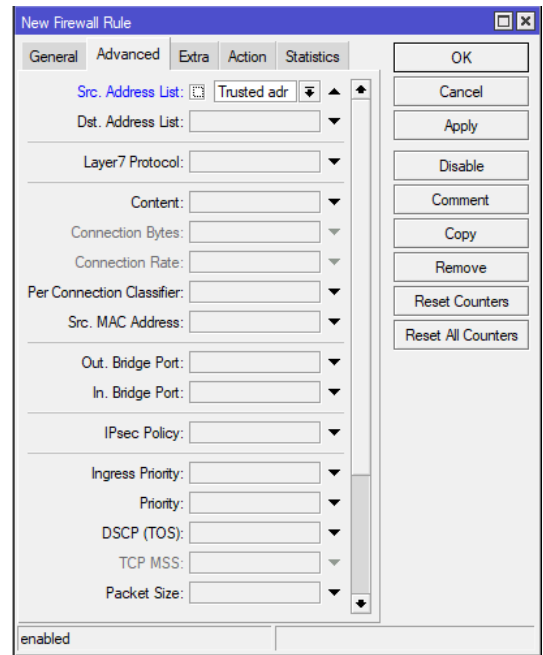 New Firewall Rule
General Advanced Extra Action Statistics
Src. Address List: Trusted adr
Dst. Address List:
Layer7 Protocol:
Content:
Connection Bytes:
Connection Rate:
Per Connection Classifier:
Src. MAC Address:
Out. Bridge Port:
In. Bridge Port:
IPsec Policy:
Ingress Priority:
Priority:
DSCP (TOS):
TCP MSS:
Packet Size:
OK
Cancel
Apply
Disable
Comment
Copy
Remove
Reset Counters
Reset All Counters
enabled